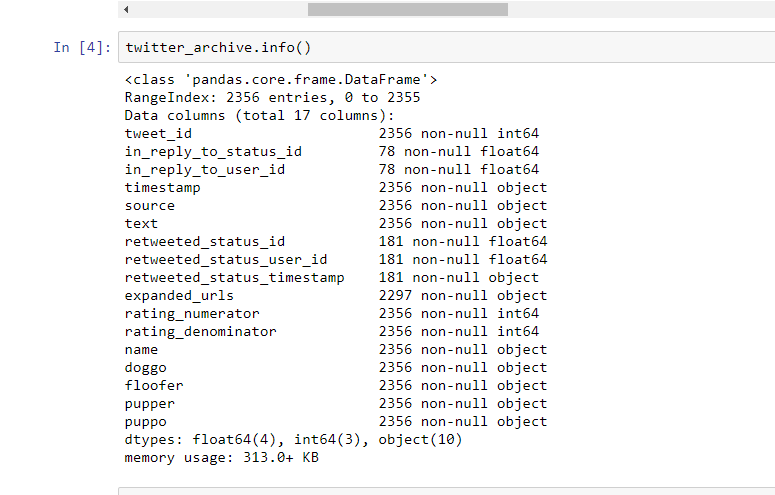 In [4]: twitter_archive.info()
<class 'pandas.core.frame.DataFrame'>
RangeIndex: 2356 entries, 0 to 2355
Data columns (total 17 columns):
tweet_id                      2356 non-null int64
in_reply_to_status_id         78 non-null float64
in_reply_to_user_id           78 non-null float64
timestamp                     2356 non-null object
source                        2356 non-null object
text                          2356 non-null object
retweeted_status_id           181 non-null float64
retweeted_status_user_id      181 non-null float64
retweeted_status_timestamp    181 non-null object
expanded_urls                 2297 non-null object
rating_numerator              2356 non-null int64
rating_denominator            2356 non-null int64
name                          2356 non-null object
doggo                         2356 non-null object
floofer                       2356 non-null object
pupper                        2356 non-null object
puppo                         2356 non-null object
dtypes: float64(4), int64(3), object(10)
memory usage: 313.0+ KB